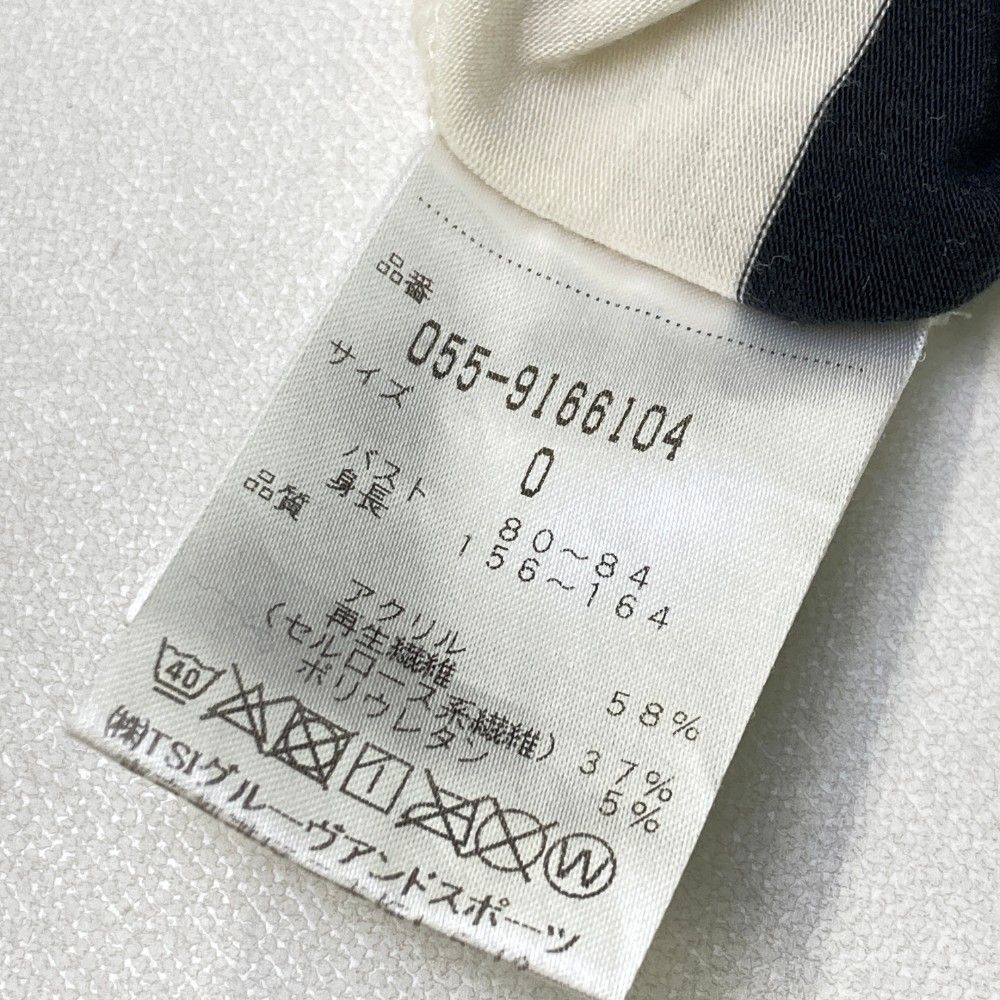 品番
055-9166104
サイズ 0
バスト 80～84
身長 156～164
品質
アクリル 58%
再生繊維
(セルロース系繊維) 37%
ポリウレタン 5%
40 W
(株)TSIグルーヴアンドスポーツ